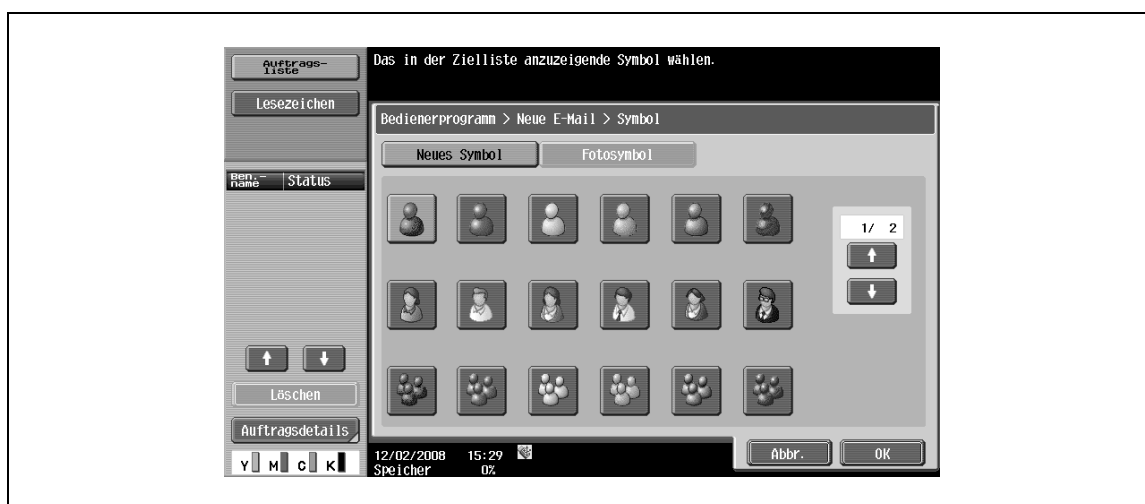 Auftrags-
liste
Lesezeichen
Ben.-
name
Status
Löschen
Auftragsdetails
Y M C K
Das in der Zielliste anzuzeigende Symbol wählen.
Bedienerprogramm > Neue E-Mail > Symbol
Neues Symbol
Fotosymbol
1/ 2
12/02/2008 15:29
Speicher 0%
Abbr.
OK